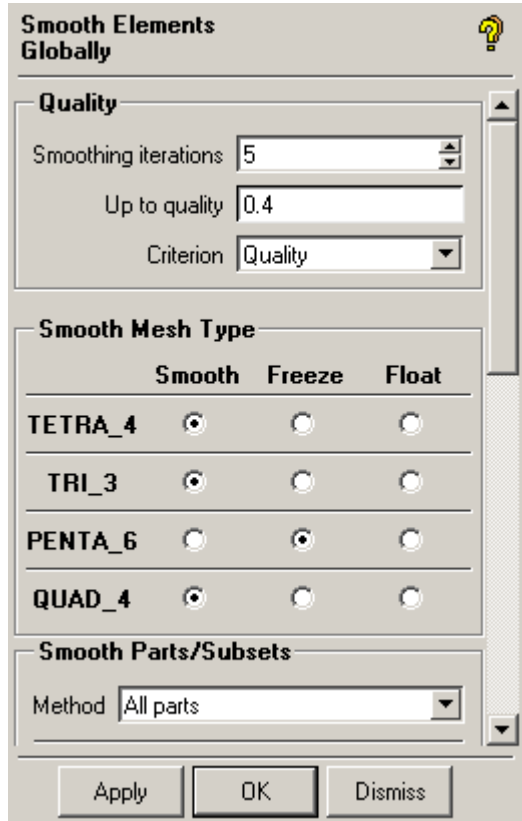 Smooth Elements
Globally
Quality
Smoothing iterations 5
Up to quality 0.4
Criterion Quality
Smooth Mesh Type
Smooth Freeze Float
TETRA_4
TRI_3
PENTA_6
QUAD_4
Smooth Parts/Subsets
Method All parts
Apply OK Dismiss